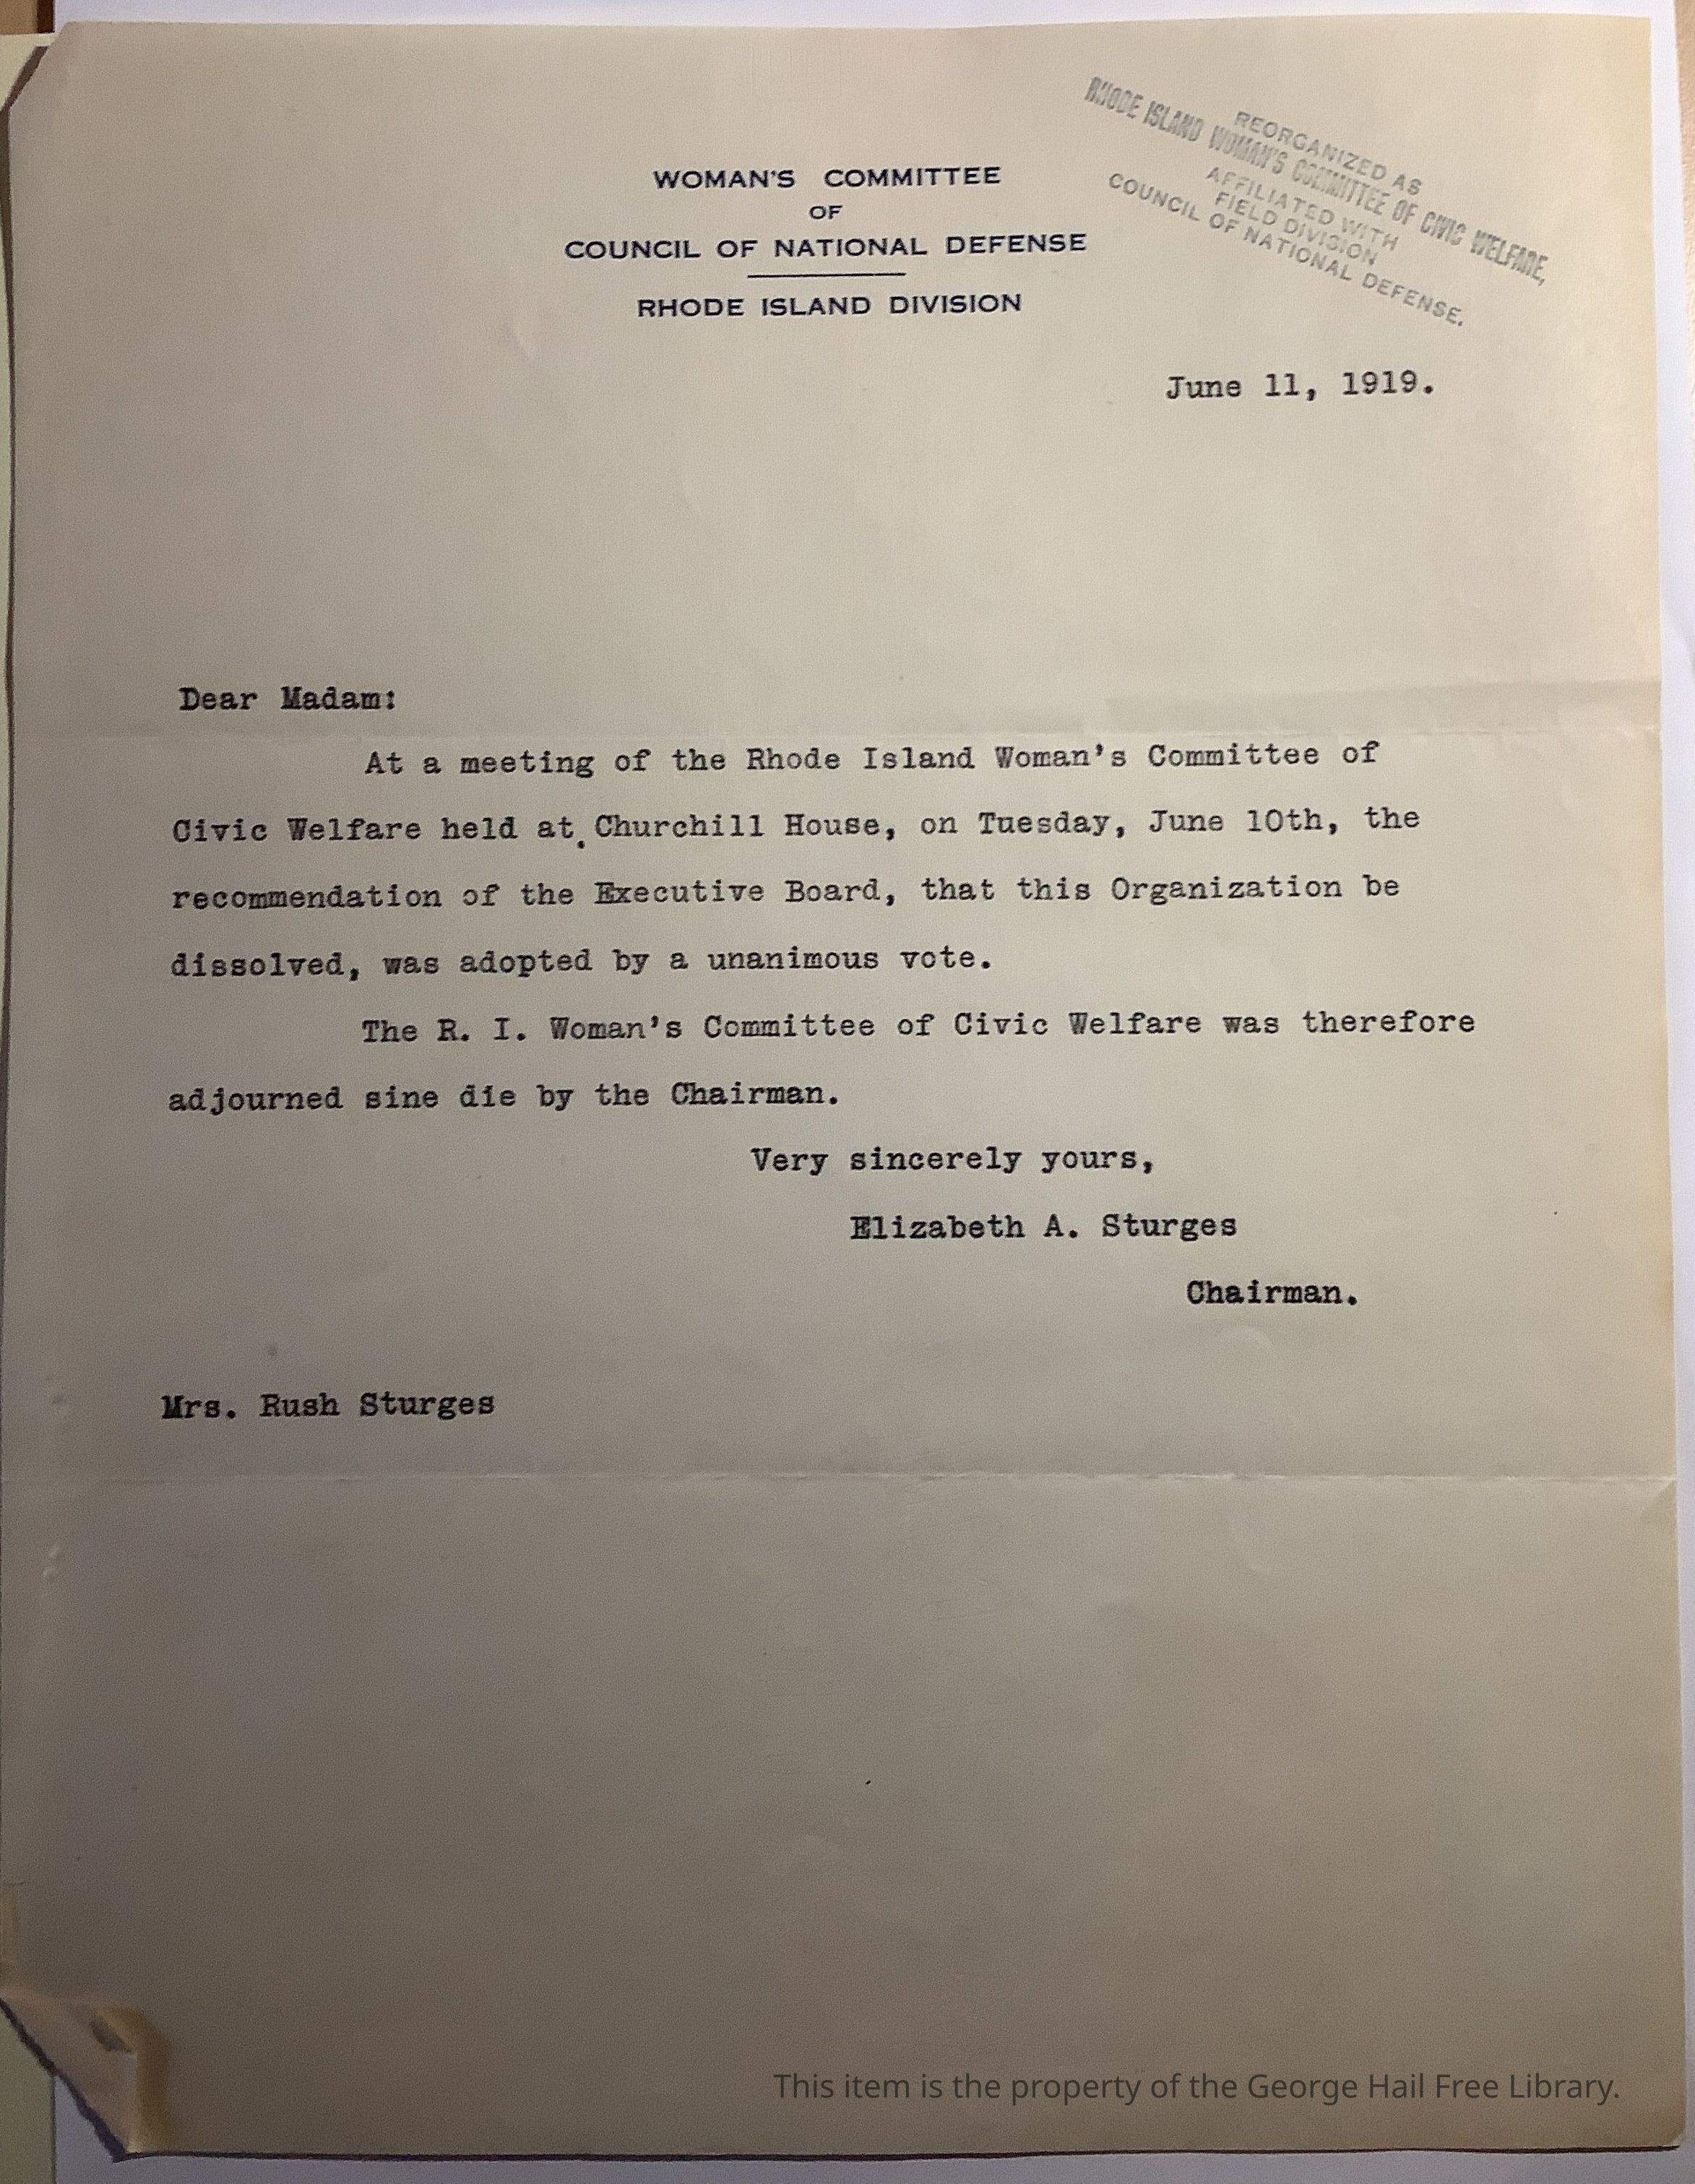 WOMAN'S COMMITTEE
OF
COUNCIL OF NATIONAL DEFENSE
RHODE ISLAND DIVISION
REORGANIZED AS
RHODE ISLAND WOMAN'S COMMITTEE OF CIVIC WELFARE,
AFFILIATED WITH
FIELD DIVISION
COUNCIL OF NATIONAL DEFENSE.
June 11, 1919.
Dear Madam:
At a meeting of the Rhode Island Woman's Committee of
Civic Welfare held at Churchill House, on Tuesday, June 10th, the
recommendation of the Executive Board, that this Organization be
dissolved, was adopted by a unanimous vote.
The R. I. Woman's Committee of Civic Welfare was therefore
adjourned sine die by the Chairman.
Very sincerely yours,
Elizabeth A. Sturges
Chairman.
Mrs. Rush Sturges
This item is the property of the George Hail Free Library.